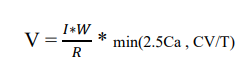 V = I*W/R * min(2.5Ca , CV/T)